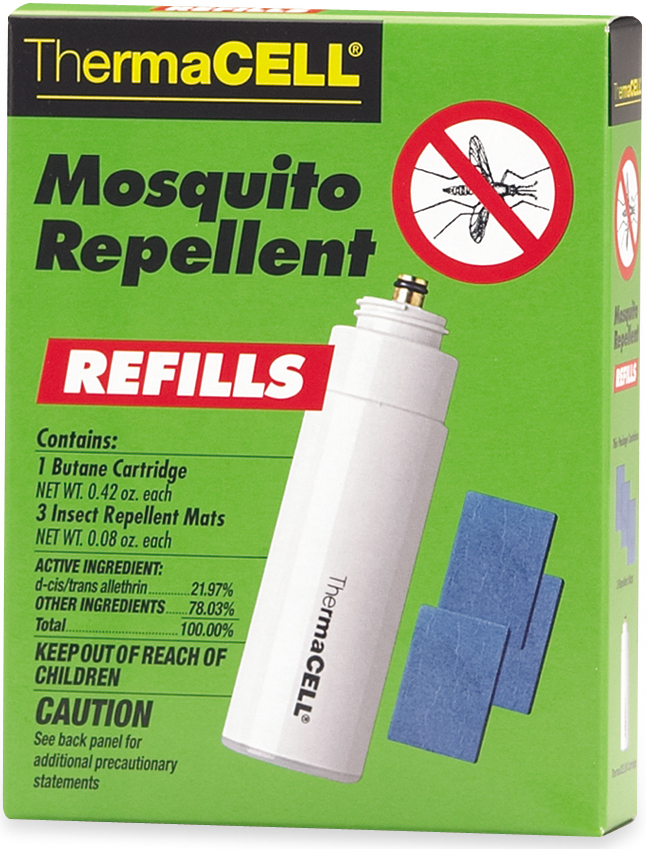 ThermaCELL®
Mosquito
Repellent
REFILLS
Contains:
1 Butane Cartridge
NET WT. 0.42 oz. each
3 Insect Repellent Mats
NET WT. 0.08 oz. each
ACTIVE INGREDIENT:
d-cis/trans allethrin..............21.97%
OTHER INGREDIENTS......78.03%
Total...............................100.00%
KEEP OUT OF REACH OF
CHILDREN
CAUTION
See back panel for
additional precautionary
statements
ThermaCELL®
ThermaCELL
Mosquito
Repellent
REFILLS